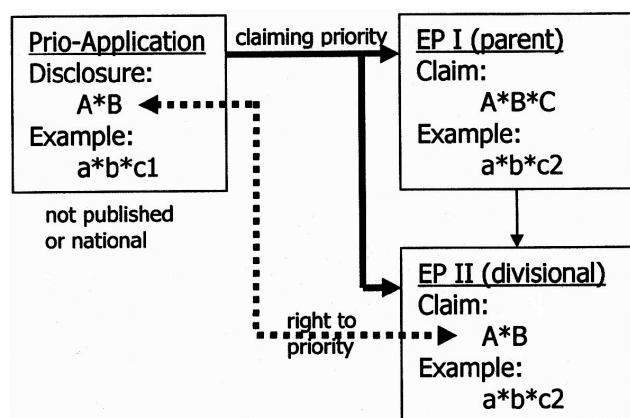 Prio-Application
Disclosure:
A*B
Example:
a*b*c1
not published
or national
claiming priority
EP I (parent)
Claim:
A*B*C
Example:
a*b*c2
right to
priority
EP II (divisional)
Claim:
A*B
Example:
a*b*c2